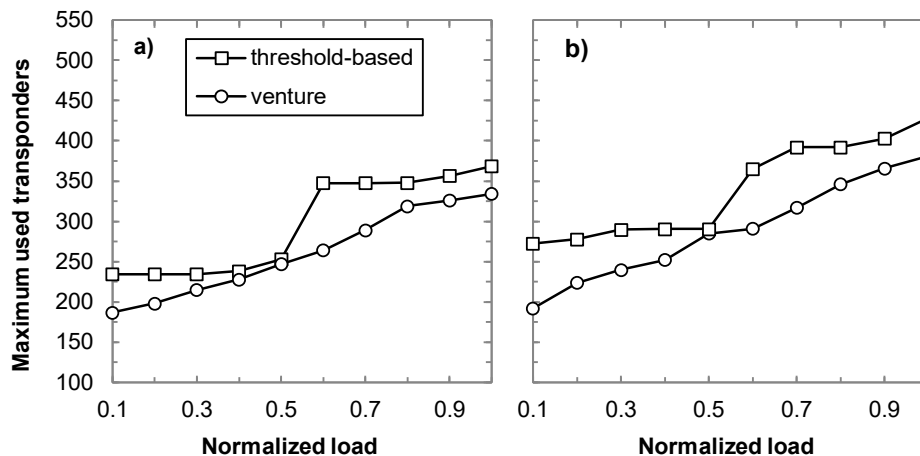 550
500
450
400
350
300
250
200
150
100
Maximum used transponders
a)
threshold-based
venture
0.1 0.3 0.5 0.7 0.9
Normalized load
b)
0.1 0.3 0.5 0.7 0.9
Normalized load